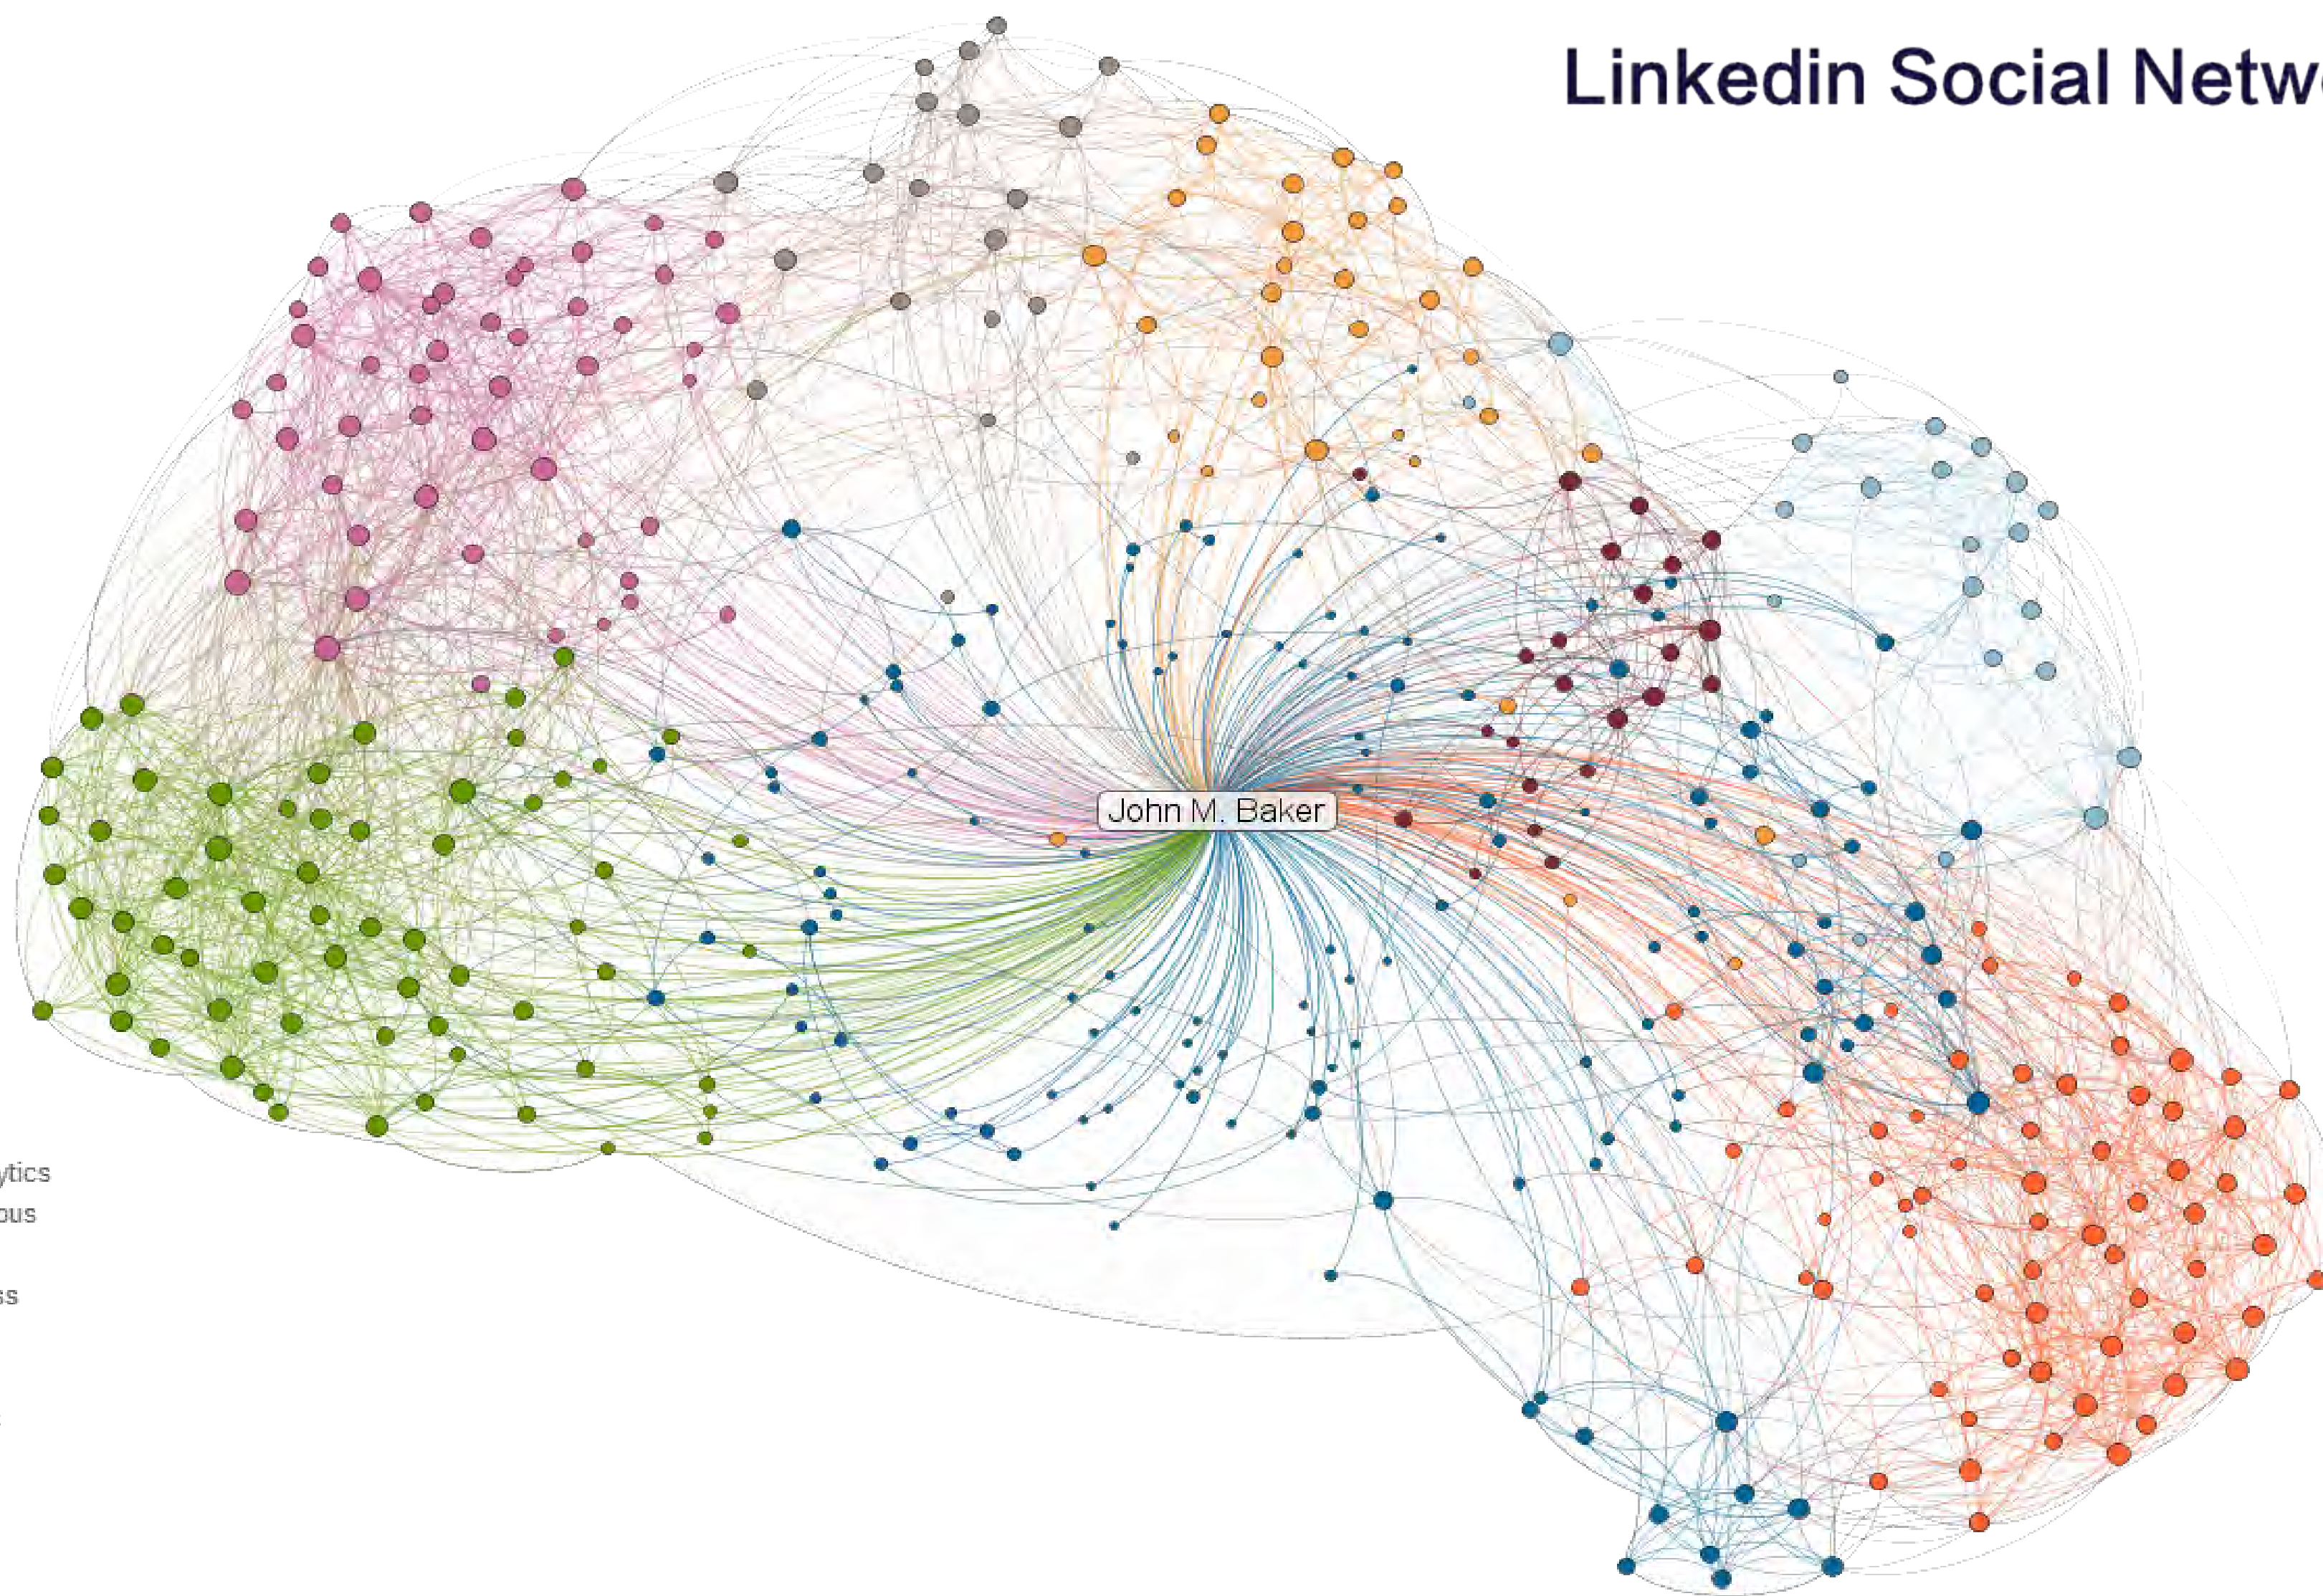 Linkedin Social Netw
John M. Baker
ytics
ous
ss